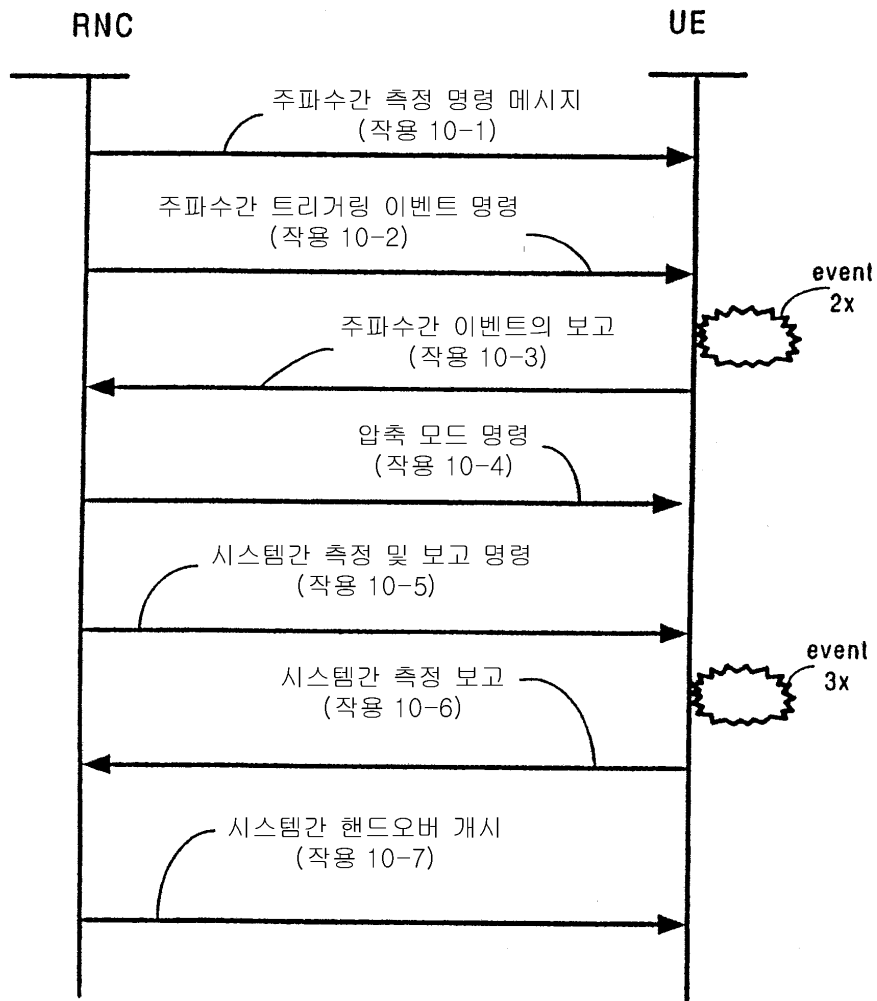 RNC
UE
주파수간 측정 명령 메시지
(작용 10-1)
주파수간 트리거링 이벤트 명령
(작용 10-2)
event
2x
주파수간 이벤트의 보고
(작용 10-3)
압축 모드 명령
(작용 10-4)
시스템간 측정 및 보고 명령
(작용 10-5)
event
3x
시스템간 측정 보고
(작용 10-6)
시스템간 핸드오버 개시
(작용 10-7)